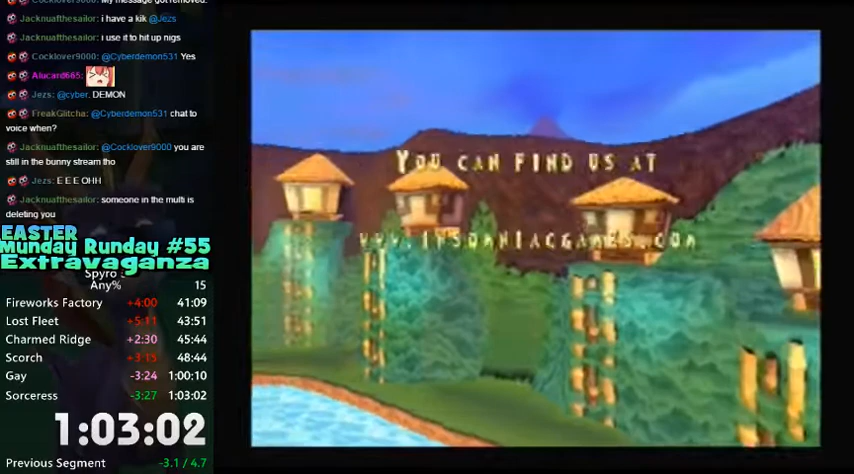 Jacknuafthesailor: i have a kik @Jezs
Jacknuafthesailor: i use it to hit up nigs
Cocklover9000: @Cyberdemon531 Yes
Alucard665:
Jezs: @cyber. DEMON
FreakGlitcha: @Cyberdemon531 chat to
voice when?
Jacknuafthesailor: @Cocklover9000 you are
still in the bunny stream tho
Jezs: E E E OHH
Jacknuafthesailor: someone in the multi is
deleting you
EASTER
Munday Runday #55
Extravaganza
Spyro
Any% 15
Fireworks Factory +4:00 41:09
Lost Fleet +5:11 43:51
Charmed Ridge +2:30 45:44
Scorch +3:15 48:44
Gay -3:24 1:00:10
Sorceress -3:27 1:03:02
1:03:02
Previous Segment -3.1 / 4.7
YOU CAN FIND US AT
WWW.INSOMNIACGAMES.COM